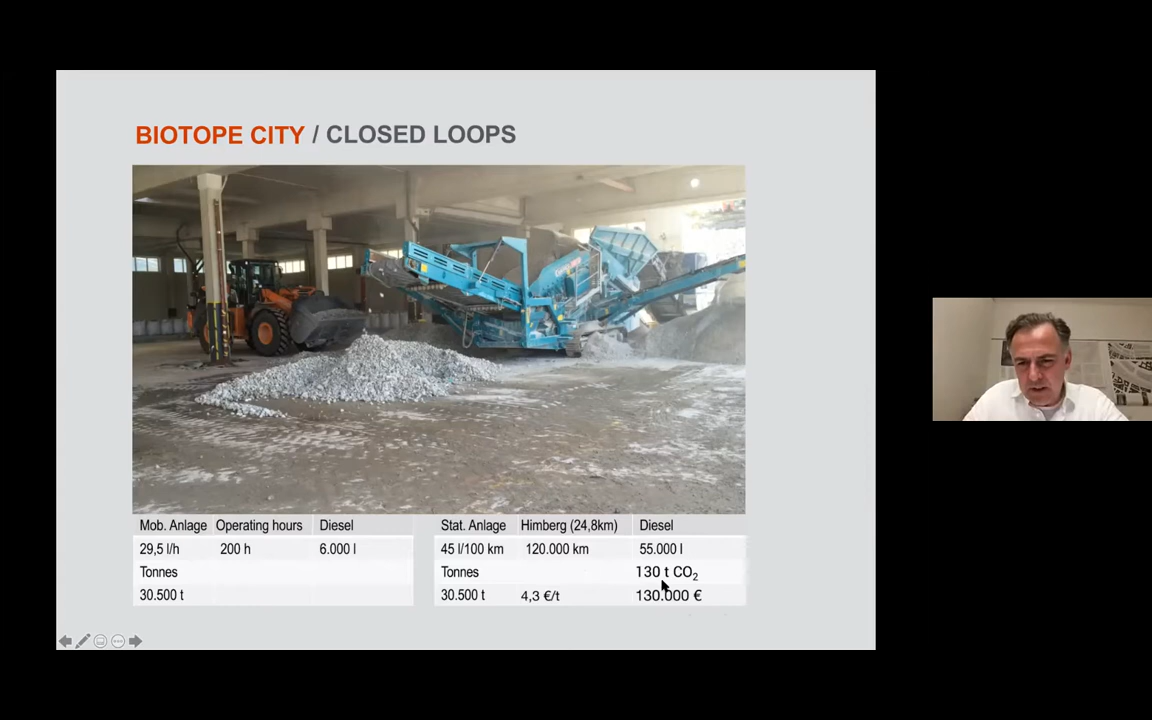 BIOTOPE CITY / CLOSED LOOPS
Mob. Anlage Operating hours Diesel
29,5 l/h 200 h 6.000 l
Tonnes
30.500 t
Stat. Anlage Himberg (24,8km) Diesel
45 l/100 km 120.000 km 55.000 l
Tonnes 130 t CO₂
30.500 t 4,3 €/t 130.000 €